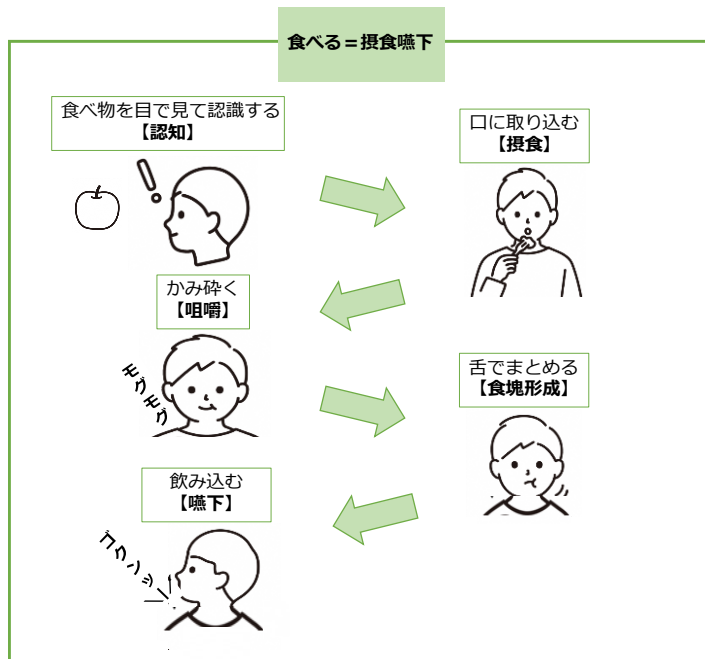 食べる＝摂食嚥下
食べ物を目で見て認識する
【認知】
口に取り込む
【摂食】
かみ砕く
【咀嚼】
モグモグ
舌でまとめる
【食塊形成】
飲み込む
【嚥下】
ゴクンッ